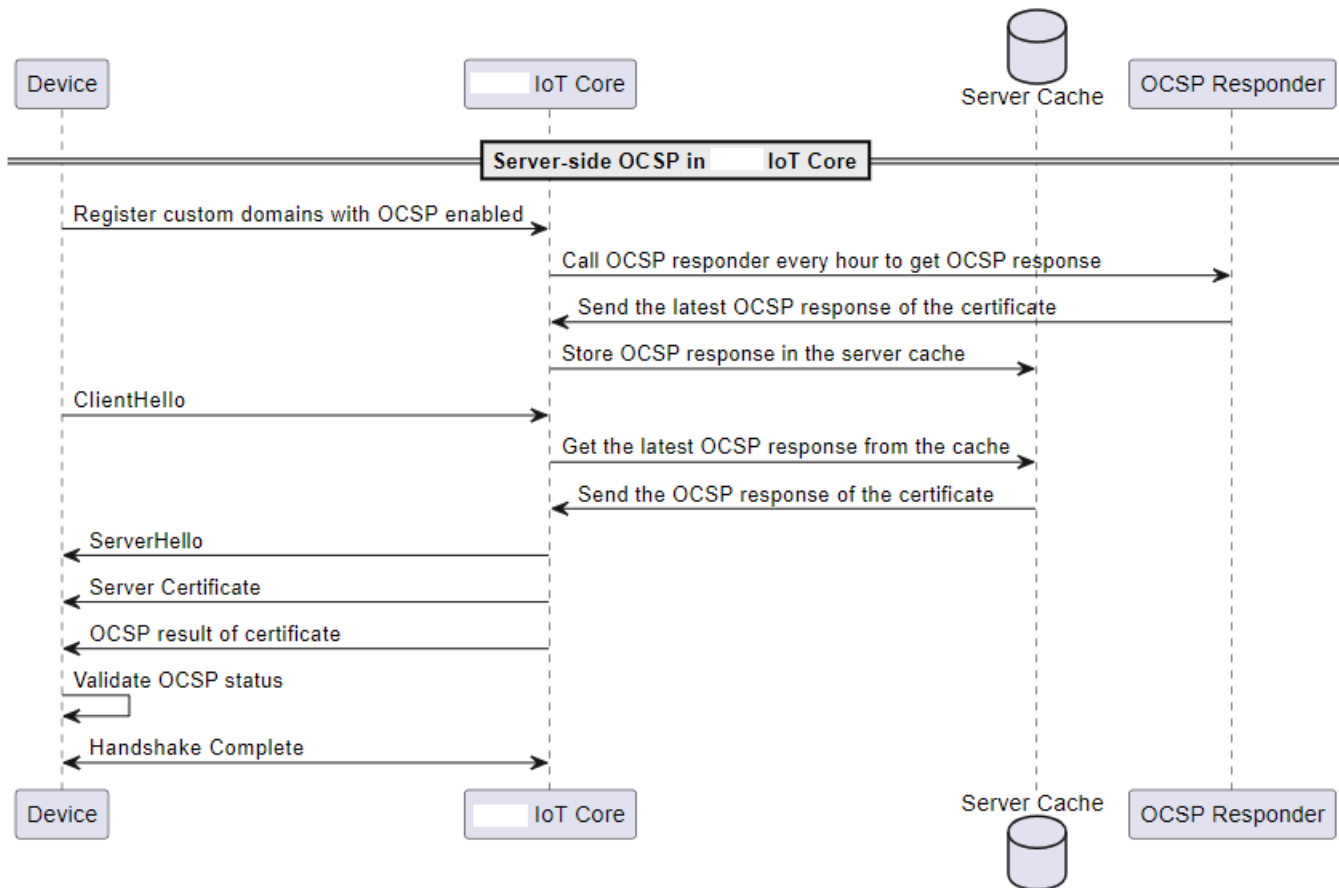 Server Cache
Device
IoT Core
OCSP Responder
Server-side OCSP in IoT Core
Register custom domains with OCSP enabled
Call OCSP responder every hour to get OCSP response
Send the latest OCSP response of the certificate
Store OCSP response in the server cache
ClientHello
Get the latest OCSP response from the cache
Send the OCSP response of the certificate
ServerHello
Server Certificate
OCSP result of certificate
Validate OCSP status
Handshake Complete
Device
IoT Core
Server Cache
OCSP Responder